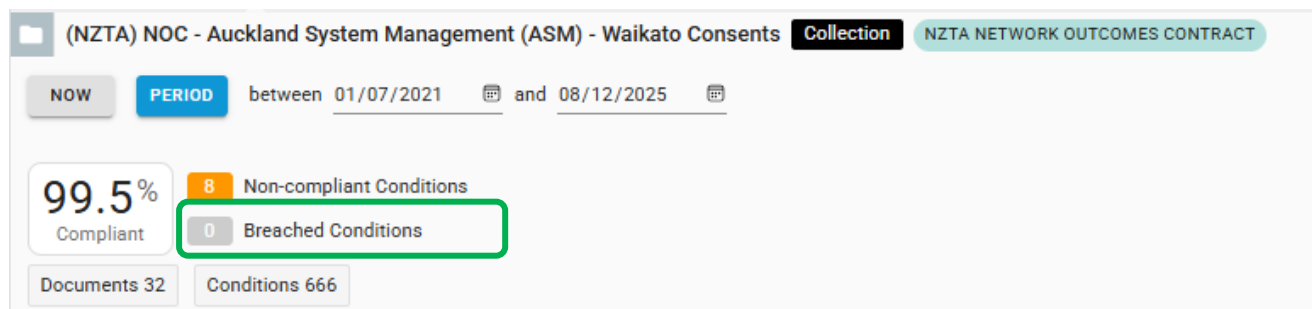 (NZTA) NOC - Auckland System Management (ASM) - Waikato Consents Collection NZTA NETWORK OUTCOMES CONTRACT
NOW PERIOD between 01/07/2021 and 08/12/2025
99.5% 8 Non-compliant Conditions
Compliant 0 Breached Conditions
Documents 32 Conditions 666